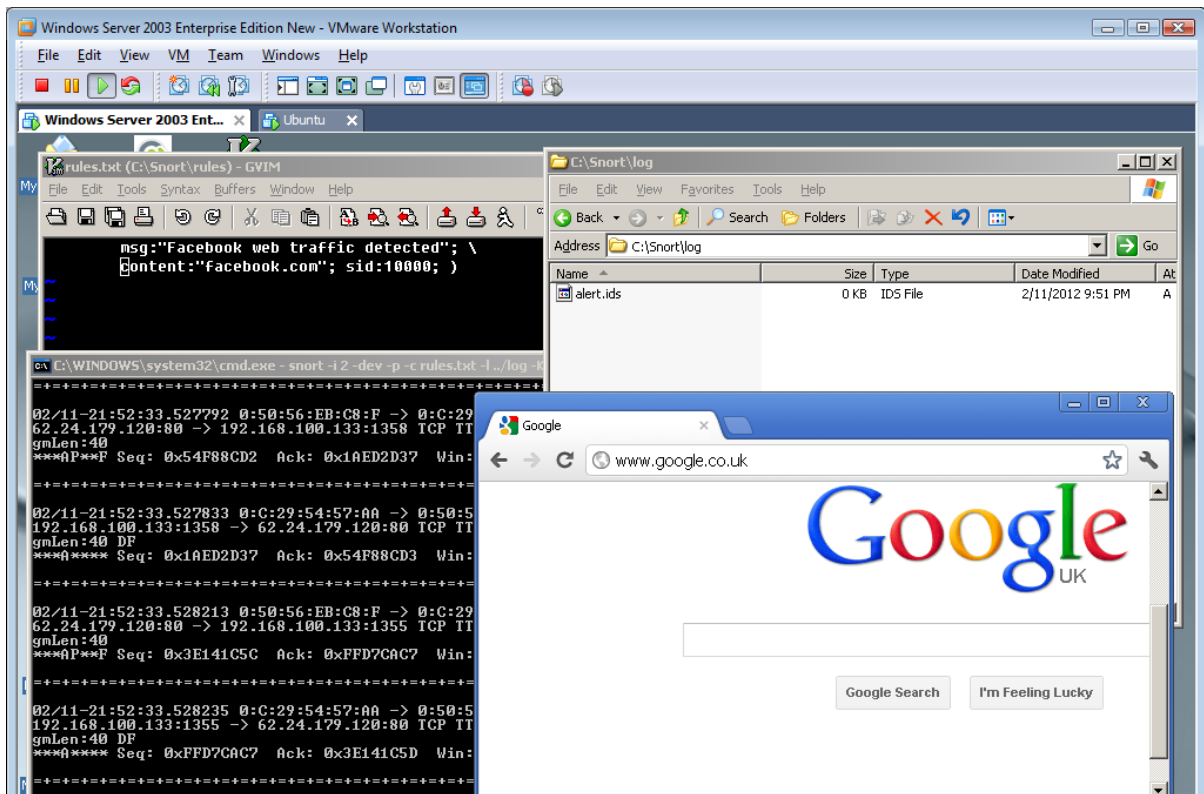 Windows Server 2003 Enterprise Edition New - VMware Workstation
File Edit View VM Team Windows Help
Windows Server 2003 Ent... Ubuntu
My
My
rules.txt (C:\Snort\rules) - GVIM
File Edit Tools Syntax Buffers Window Help
msg:"Facebook web traffic detected"; \
content:"facebook.com"; sid:10000; )
~
~
~
~
C:\Snort\log
File Edit View Favorites Tools Help
Back Search Folders
Address C:\Snort\log Go
Name Size Type Date Modified At
alert.ids 0 KB IDS File 2/11/2012 9:51 PM A
C:\WINDOWS\system32\cmd.exe - snort -i 2 -dev -p -c rules.txt -l ../log -K
=+=+=+=+=+=+=+=+=+=+=+=+=+=+=+=+=+=+=+=+=+=+=+=+=+=+=
02/11-21:52:33.527792 0:50:56:EB:C8:F -> 0:C:29
62.24.179.120:80 -> 192.168.100.133:1358 TCP TT
gmLen:40
***AP**F Seq: 0x54F88CD2 Ack: 0x1AED2D37 Win:
=+=+=+=+=+=+=+=+=+=+=+=+=+=+=+=+=+=+=+=+=+=+=
02/11-21:52:33.527833 0:C:29:54:57:AA -> 0:50:5
192.168.100.133:1358 -> 62.24.179.120:80 TCP TT
gmLen:40 DF
***A**** Seq: 0x1AED2D37 Ack: 0x54F88CD3 Win:
=+=+=+=+=+=+=+=+=+=+=+=+=+=+=+=+=+=+=+=+=+=+=
02/11-21:52:33.528213 0:50:56:EB:C8:F -> 0:C:29
62.24.179.120:80 -> 192.168.100.133:1355 TCP TT
gmLen:40
***AP**F Seq: 0x3E141C5C Ack: 0xFFD7CAC7 Win:
=+=+=+=+=+=+=+=+=+=+=+=+=+=+=+=+=+=+=+=+=+=+=
02/11-21:52:33.528235 0:C:29:54:57:AA -> 0:50:5
192.168.100.133:1355 -> 62.24.179.120:80 TCP TT
gmLen:40 DF
***A**** Seq: 0xFFD7CAC7 Ack: 0x3E141C5D Win:
=+=+=+=+=+=+=+=+=+=+=+=+=+=+=+=+=+=+=+=+=+=+=
Google
www.google.co.uk
Google
UK
Google Search I'm Feeling Lucky